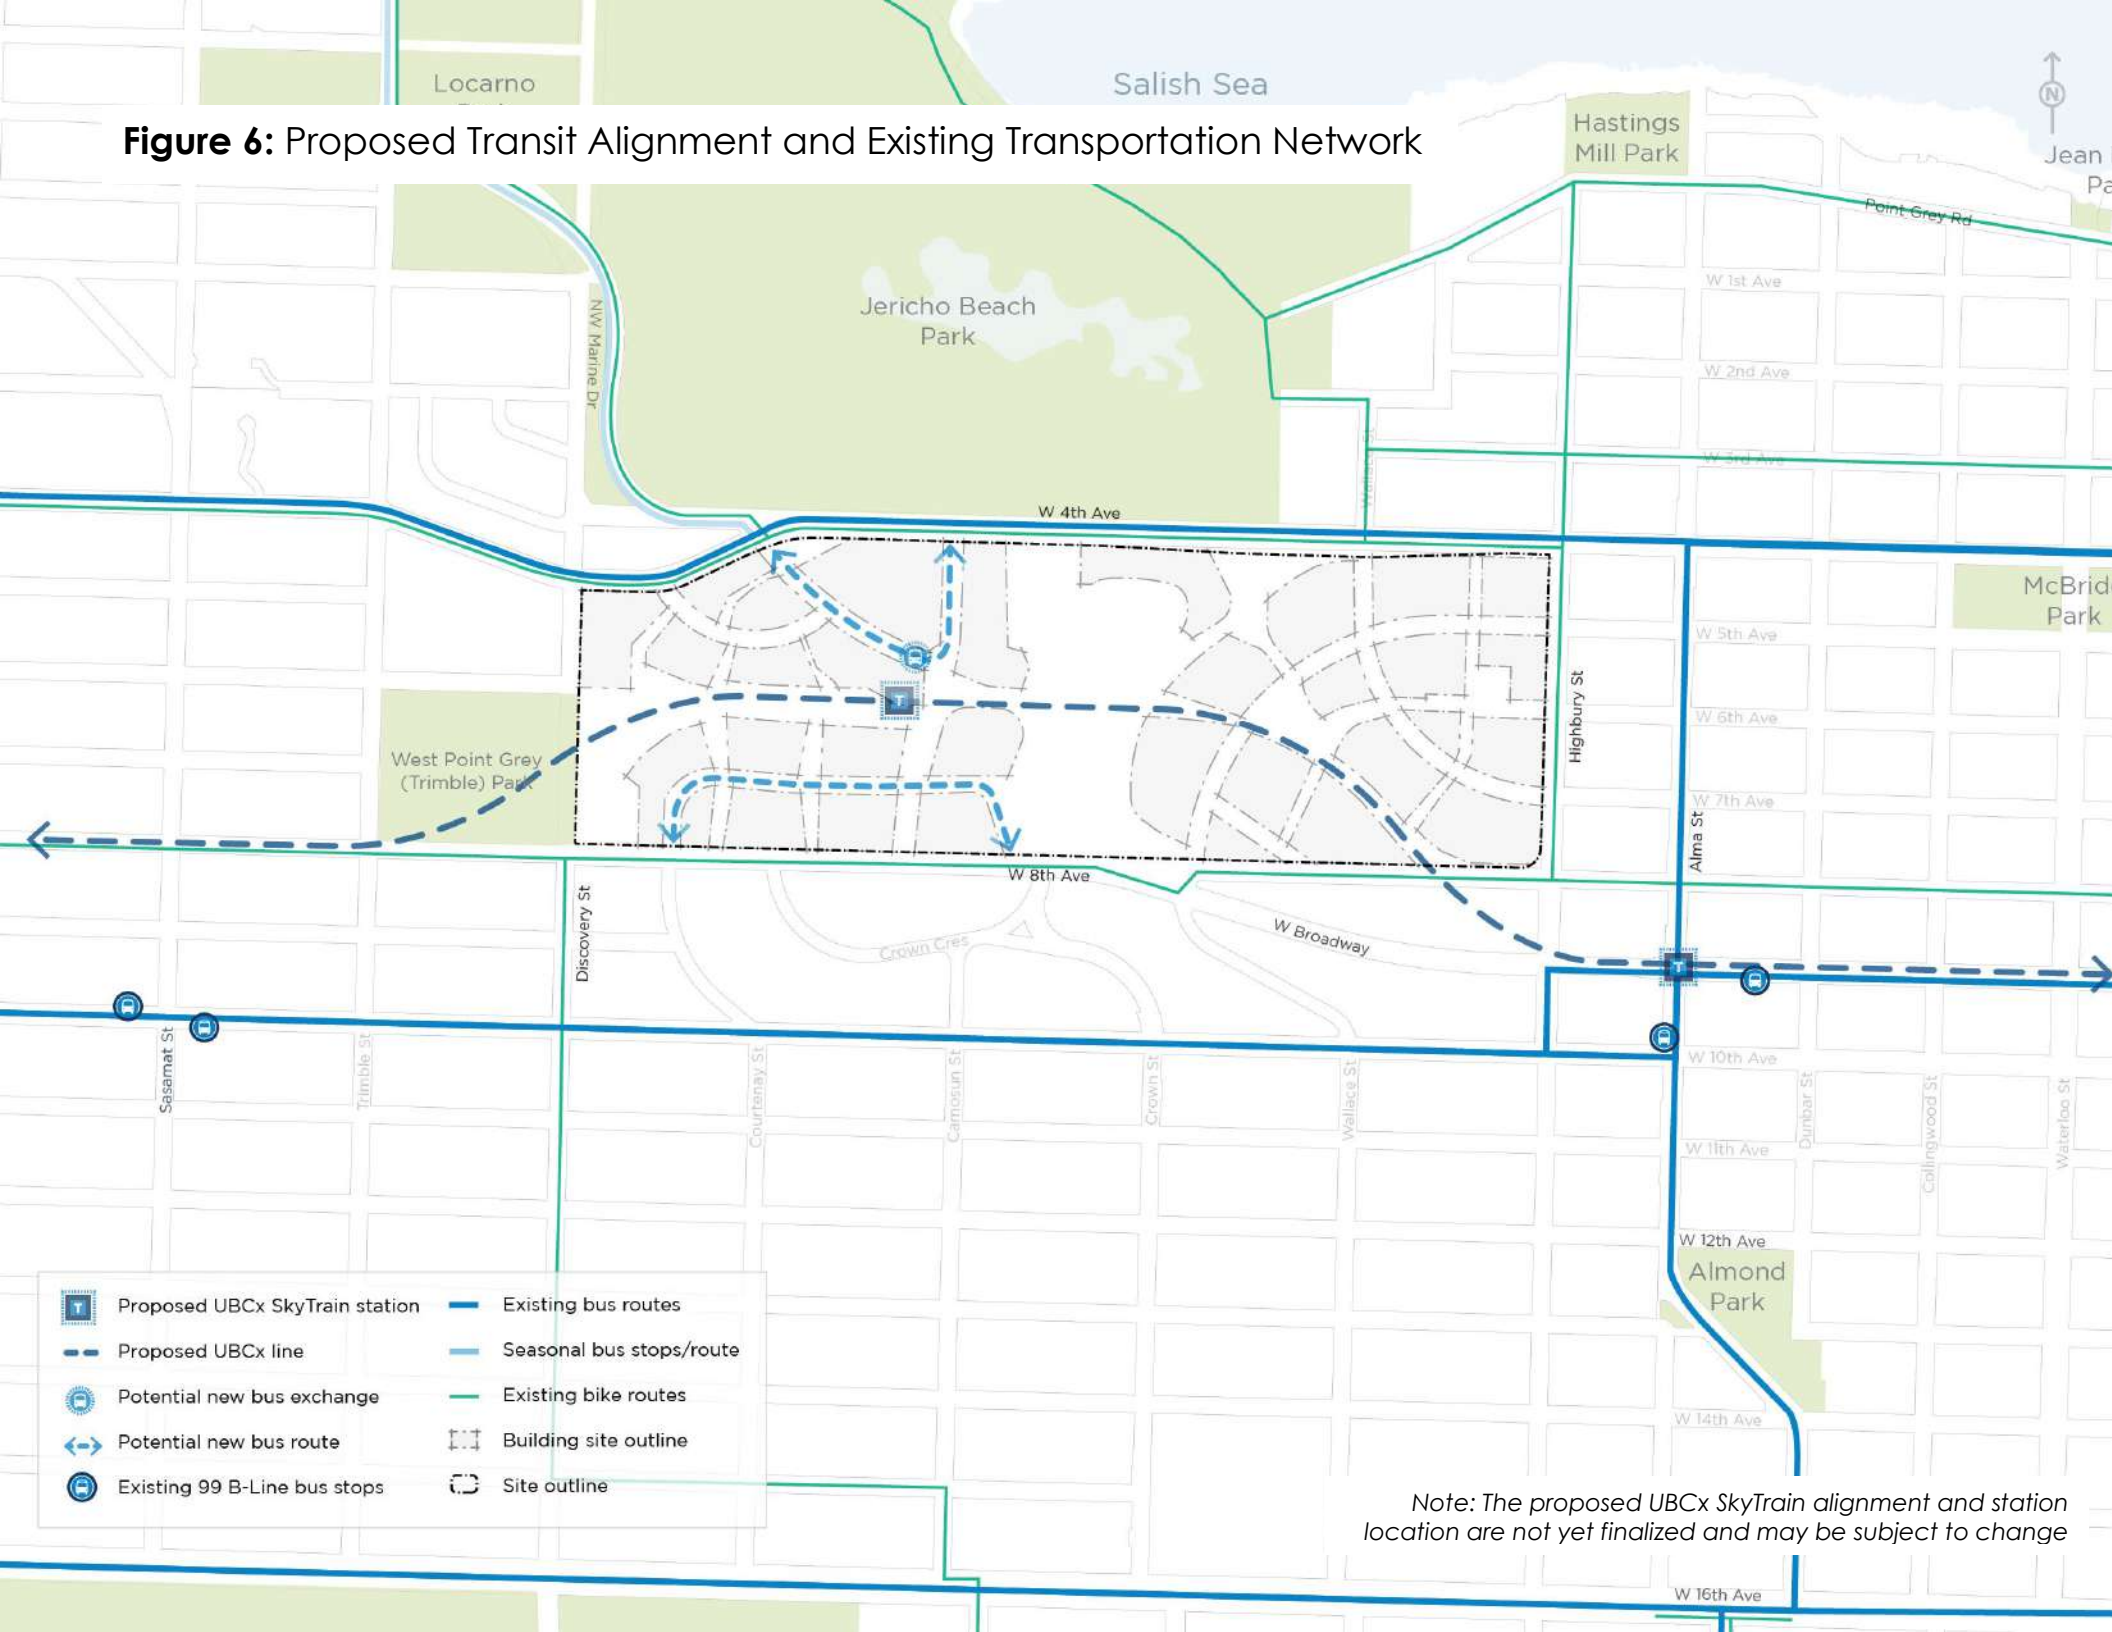 Locarno
Salish Sea
N
Hastings
Mill Park
Jean
Figure 6: Proposed Transit Alignment and Existing Transportation Network
Point Grey Rd
W 1st Ave
NW Marine Dr
Jericho Beach
Park
W 2nd Ave
Wallace St
W 3rd Ave
W 4th Ave
McBrid
Park
W 5th Ave
Highbury St
W 6th Ave
T
West Point Grey
(Trimble) Park
W 7th Ave
Alma St
W 8th Ave
Discovery St
Crown Cres
W Broadway
T
Sasamat St
Trimble St
Courtenay St
Camosun St
Crown St
Wallace St
W 10th Ave
Dunbar St
Collingwood St
Waterloo St
W 11th Ave
W 12th Ave
Almond
Park
W 14th Ave
W 16th Ave
T
Proposed UBCx SkyTrain station
Proposed UBCx line
Potential new bus exchange
Potential new bus route
Existing 99 B-Line bus stops
Existing bus routes
Seasonal bus stops/route
Existing bike routes
Building site outline
Site outline
Note: The proposed UBCx SkyTrain alignment and station
location are not yet finalized and may be subject to change